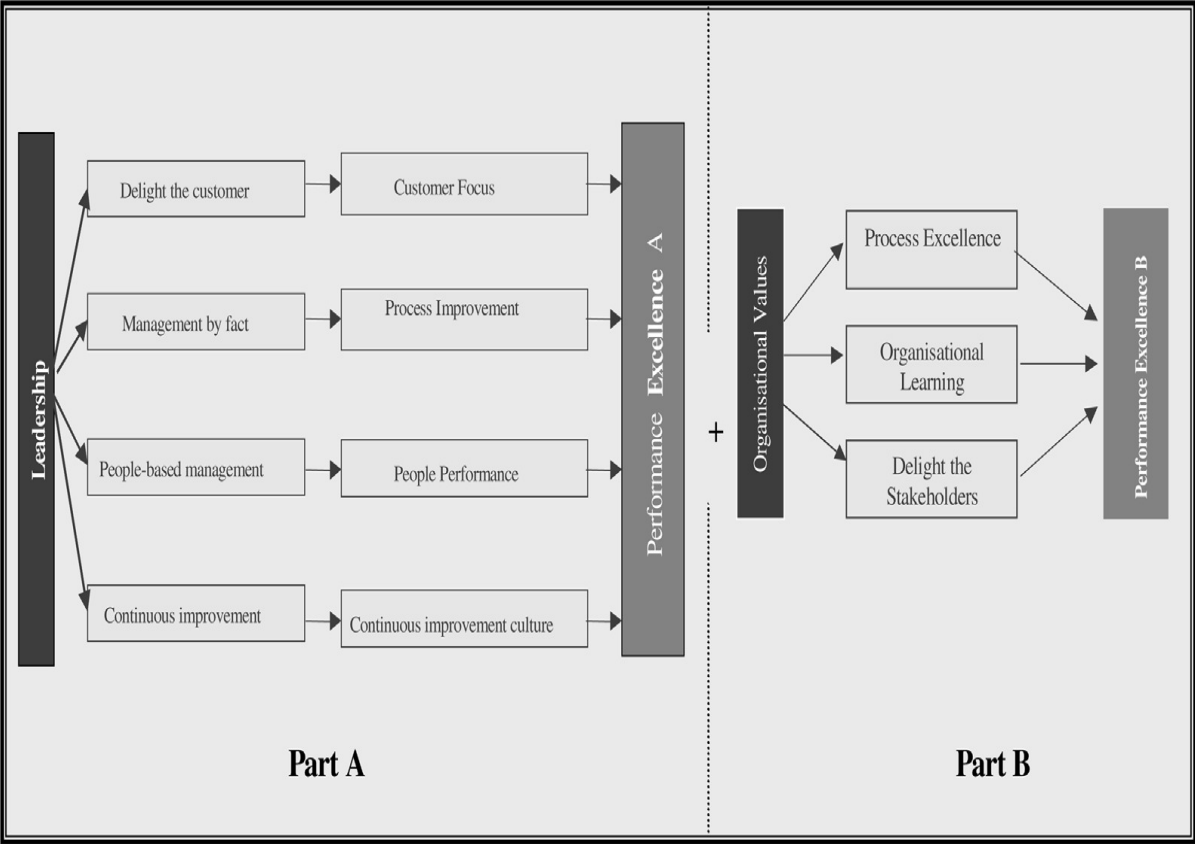 Leadership
Delight the customer
Customer Focus
Management by fact
Process Improvement
People-based management
People Performance
Continuous improvement
Continuous improvement culture
Performance Excellence A
Part A
+
Organisational Values
Process Excellence
Organisational
Learning
Delight the
Stakeholders
Performance Excellence B
Part B